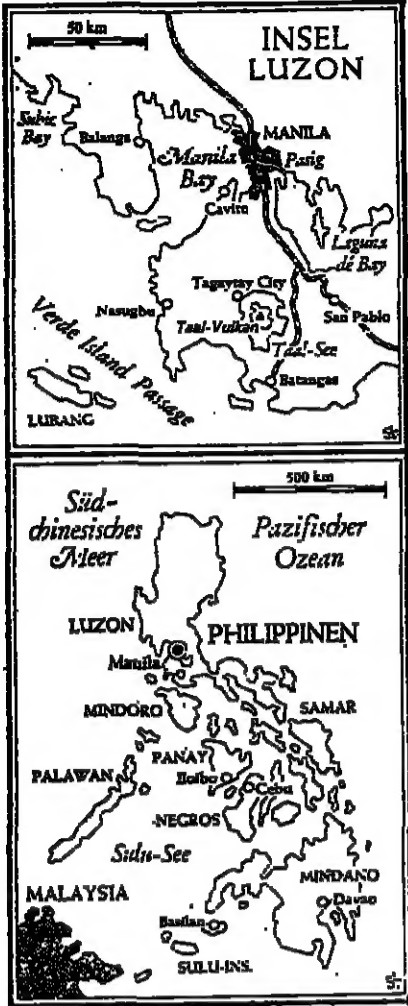 50 km
INSEL
LUZON
Subic
Bay
Balanga
MANILA
Manila
Bay
Pasig
Cavite
Laguna
de Bay
Tagaytay City
Nasugbu
Taal-Vulkan
San Pablo
Taal-See
Verde Island Passage
Batangas
LUBANG
500 km
Süd-
chinesisches
Meer
Pazifischer
Ozean
LUZON
PHILIPPINEN
Manila
MINDORO
SAMAR
PANAY
PALAWAN
Iloilo
Cebu
NEGROS
Sulu-See
MINDANO
MALAYSIA
Davao
Basilan
SULU-INS.